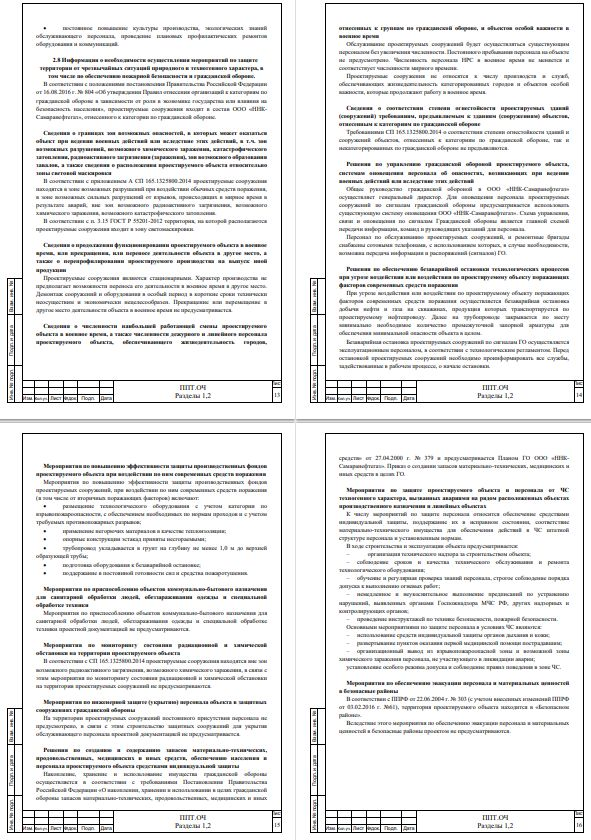 • постоянное повышение культуры производства, экологических знаний
обслуживающего персонала, проведение плановых профилактических ремонтов
оборудования и коммуникаций.
2.8 Информация о необходимости осуществления мероприятий по защите
территории от чрезвычайных ситуаций природного и техногенного характера, в
том числе по обеспечению пожарной безопасности и гражданской обороне.
В соответствии с положениями постановления Правительства Российской Федерации
от 16.08.2016 г. № 804 «Об утверждении Правил отнесения организаций к категориям по
гражданской обороне в зависимости от роли в экономике государства или влияния на
безопасность населения», проектируемые сооружения входят в состав ООО «ННК-
Самаранефтегаз», отнесенного к категории по гражданской обороне.
Сведения о границах зон возможных опасностей, в которых может оказаться
объект при ведении военных действий или вследствие этих действий, в т.ч. зон
возможных разрушений, возможного химического заражения, катастрофического
затопления, радиоактивного загрязнения (заражения), зон возможного образования
завалов, а также сведения о расположении проектируемого объекта относительно
зоны световой маскировки
В соответствии с приложением А СП 165.1325800.2014 проектируемые сооружения
находятся в зоне возможных разрушений при воздействии обычных средств поражения,
в зоне возможных сильных разрушений от взрывов, происходящих в мирное время в
результате аварий, вне зон возможного радиоактивного загрязнения, возможного
химического заражения, возможного катастрофического затопления.
В соответствии с п. 3.15 ГОСТ Р 55201-2012 территория, на которой располагаются
проектируемые сооружения входит в зону светомаскировки.
Сведения о продолжении функционирования проектируемого объекта в военное
время, или прекращении, или переносе деятельности объекта в другое место, а
также о перепрофилировании проектируемого производства на выпуск иной
продукции
Проектируемые сооружения являются стационарными. Характер производства не
предполагает возможности переноса его деятельности в военное время в другое место.
Демонтаж сооружений и оборудования в особый период в короткие сроки технически
неосуществим и экономически нецелесообразен. Прекращение или перемещение в
другое место деятельности объекта в военное время не предусматривается.
Сведения о численности наибольшей работающей смены проектируемого
объекта в военное время, а также численности дежурного и линейного персонала
проектируемого объекта, обеспечивающего жизнедеятельность городов,
Взам. инв. №
Подп. и дата
Инв. № подл.
Изм. Кол.уч. Лист №док. Подп. Дата
ППТ.ОЧ
Разделы 1,2
Лист
13
отнесенных к группам по гражданской обороне, и объектов особой важности в
военное время
Обслуживание проектируемых сооружений будет осуществляться существующим
персоналом без увеличения численности. Постоянного пребывания персонала на объекте
не предусмотрено. Численность персонала НРС в военное время не меняется и
соответствует численности мирного времени.
Проектируемые сооружения не относятся к числу производств и служб,
обеспечивающих жизнедеятельность категорированных городов и объектов особой
важности, которые продолжают работу в военное время.
Сведения о соответствии степени огнестойкости проектируемых зданий
(сооружений) требованиям, предъявляемым к зданиям (сооружениям) объектов,
отнесенным к категориям по гражданской обороне
Требованиями СП 165.1325800.2014 о соответствии степени огнестойкости зданий и
сооружений объектов, отнесенных к категориям по гражданской обороне, так и
некатегорированных по гражданской обороне не предъявляются.
Решения по управлению гражданской обороной проектируемого объекта,
системам оповещения персонала об опасностях, возникающих при ведении
военных действий или вследствие этих действий
Общее руководство гражданской обороной в ООО «ННК-Самаранефтегаз»
осуществляет генеральный директор. Для оповещения персонала проектируемых
сооружений по сигналам гражданской обороны предусматривается использовать
существующую систему оповещения ООО «ННК-Самаранефтегаз». Схема управления,
связи и оповещения по сигналам Гражданской обороны является главной схемой
передачи информации, команд и руководящих указаний для персонала.
Персонал по обслуживанию проектируемых сооружений, и ремонтные бригады
снабжены сотовыми телефонами, с использованием которых, в случае необходимости,
возможна передача информации и распоряжений (сигналов) ГО.
Решения по обеспечению безаварийной остановки технологических процессов
при угрозе воздействия или воздействии по проектируемому объекту поражающих
факторов современных средств поражения
При угрозе воздействия или воздействии по проектируемому объекту поражающих
факторов современных средств поражения осуществляется безаварийная остановка
добычи нефти и газа на скважинах, продукция которых транспортируется по
проектируемому нефтепроводу. Далее на трубопроводе закрывается по месту
минимально необходимое количество промежуточной запорной арматуры для
обеспечения минимальной опасности объекта в целом.
Безаварийная остановка проектируемых сооружений по сигналам ГО осуществляется
эксплуатационным персоналом, в соответствии с технологическим регламентом. Перед
остановкой проектируемых сооружений необходимо проинформировать все службы,
задействованные в рабочем процессе, о начале остановки.
Взам. инв. №
Подп. и дата
Инв. № подл.
Изм. Кол.уч. Лист №док. Подп. Дата
ППТ.ОЧ
Разделы 1,2
Лист
14
Мероприятия по повышению эффективности защиты производственных фондов
проектируемого объекта при воздействии по ним современных средств поражения
Мероприятия по повышению эффективности защиты производственных фондов
проектируемых сооружений, при воздействии по ним современных средств поражения
(в том числе от вторичных поражающих факторов) включают:
• размещение технологического оборудования с учетом категории по
взрывопожароопасности, с обеспечением необходимых по нормам проходов и с учетом
требуемых противопожарных разрывов;
• применение негорючих материалов в качестве теплоизоляции;
• опорные конструкции эстакад приняты несгораемыми;
• трубопровод укладывается в грунт на глубину не менее 1,0 м до верхней
образующей трубы;
• подготовка оборудования к безаварийной остановке;
• поддержание в постоянной готовности сил и средства пожаротушения.
Мероприятия по приспособлению объектов коммунально-бытового назначения
для санитарной обработки людей, обеззараживания одежды и специальной
обработке техники
Мероприятия по приспособлению объектов коммунально-бытового назначения для
санитарной обработки людей, обеззараживания одежды и специальной обработке
техники проектной документацией не предусматриваются.
Мероприятия по мониторингу состояния радиационной и химической
обстановки на территории проектируемого объекта
В соответствии с СП 165.1325800.2014 проектируемые сооружения находятся вне зон
возможного радиоактивного загрязнения, возможного химического заражения, в связи с
этим мероприятия по мониторингу состояния радиационной и химической обстановки
на территории проектируемых сооружений не предусматриваются.
Мероприятия по инженерной защите (укрытию) персонала объекта в защитных
сооружениях гражданской обороны
На территории проектируемых сооружений постоянного присутствия персонала не
предусмотрено, в связи с этим строительство защитных сооружений для укрытия
обслуживающего персонала проектной документацией не предусматривается.
Решения по созданию и содержанию запасов материально-технических,
продовольственных, медицинских и иных средств, обеспечению населения и
персонала проектируемого объекта средствами индивидуальной защиты
Накопление, хранение и использование имущества гражданской обороны
осуществляется в соответствии с требованиями Постановления Правительства
Российской Федерации «О накоплении, хранении и использовании в целях гражданской
обороны запасов материально-технических, продовольственных, медицинских и иных
Взам. инв. №
Подп. и дата
Инв. № подл.
Изм. Кол.уч. Лист №док. Подп. Дата
ППТ.ОЧ
Разделы 1,2
Лист
15
средств» от 27.04.2000 г. № 379 и предусматривается Планом ГО ООО «ННК-
Самаранефтегаз». Приказ о создании запасов материально-технических, медицинских и
иных средств в целях ГО.
Мероприятия по защите проектируемого объекта и персонала от ЧС
техногенного характера, вызванных авариями на рядом расположенных объектах
производственного назначения и линейных объектах
К числу мероприятий по защите персонала относится обеспечение средствами
индивидуальной защиты, поддержание их в исправном состоянии, соответствие
материально-технического имущества для обеспечения действий в ЧС штатной
структуре персонала и установленным нормам.
В ходе строительства и эксплуатации объекта предусматривается:
– организация технического надзора за строительством объекта;
– соблюдение сроков и качества технического обслуживания и ремонта
технологического оборудования;
– обучение и регулярная проверка знаний персонала, строгое соблюдение порядка
допуска к выполнению огневых работ;
– немедленное и неукоснительное выполнение предписаний по устранению
нарушений, выявленных органами Госпожнадзора МЧС РФ, других надзорных и
контролирующих органов;
– проведение инструктажей по технике безопасности, пожарной безопасности.
Основными мероприятиями по защите персонала в условиях ЧС являются:
– использование средств индивидуальной защиты органов дыхания и кожи;
– развертывание пунктов оказания первой медицинской помощи пострадавшим;
– организационный вывод из взрывопожароопасной зоны и возможной зоны
химического заражения персонала, не участвующего в ликвидации аварии;
установление особого режима допуска и соблюдение правил поведения в зоне ЧС.
Мероприятия по обеспечению эвакуации персонала и материальных ценностей
в безопасные районы
В соответствии с ППРФ от 22.06.2004 г. № 303 (с учетом внесенных изменений ППРФ
от 03.02.2016 г. №61), территория проектируемого объекта находится в «Безопасном
районе».
Вследствие этого мероприятия по обеспечению эвакуации персонала и материальных
ценностей в безопасные районы проектом не предусматриваются.
Взам. инв. №
Подп. и дата
Инв. № подл.
Изм. Кол.уч. Лист №док. Подп. Дата
ППТ.ОЧ
Разделы 1,2
Лист
16